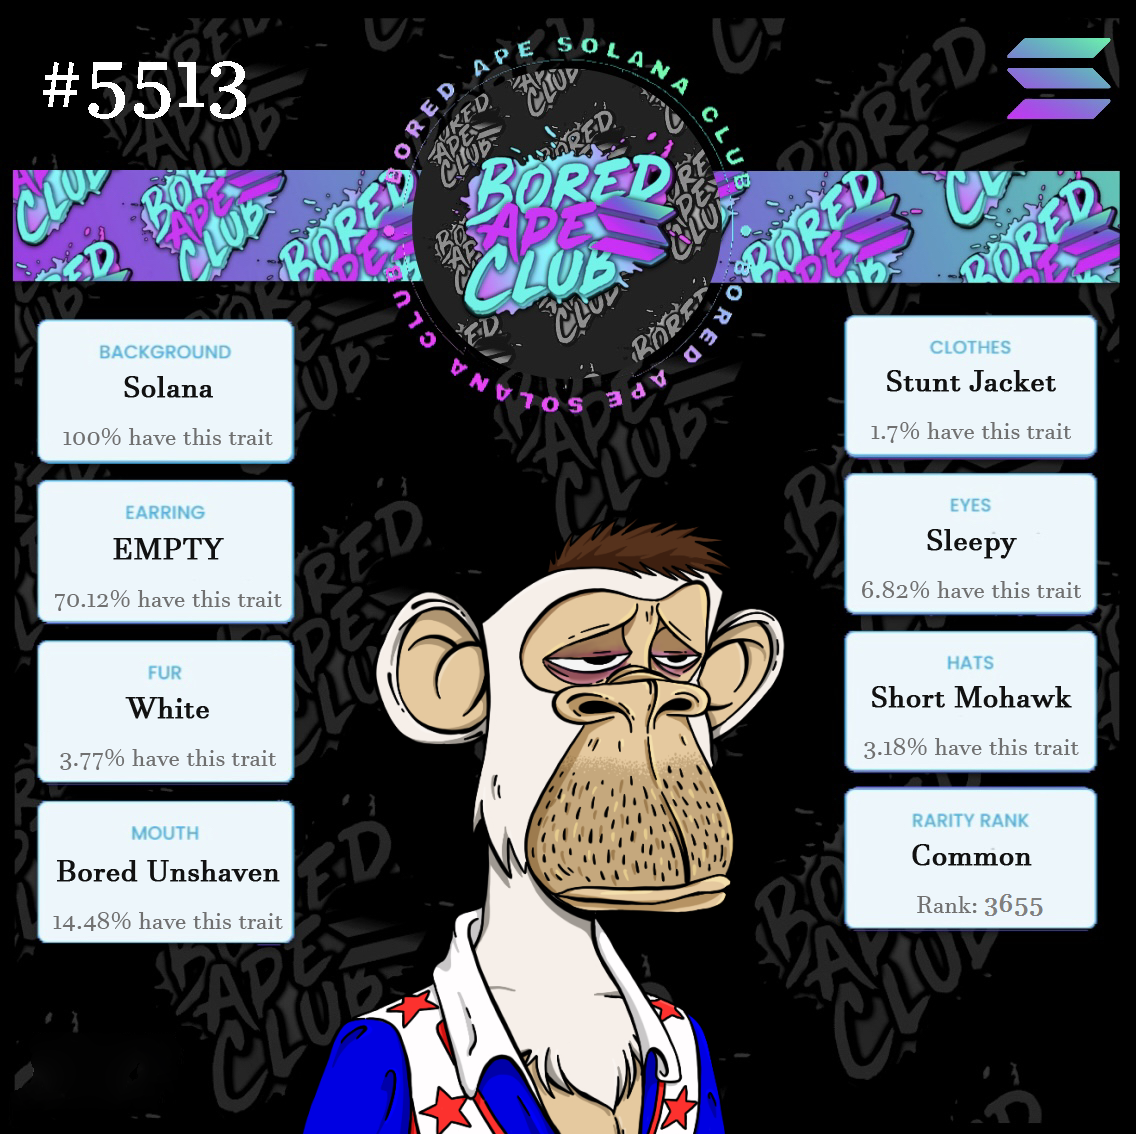 #5513
BORED APE SOLANA CLUB
BORED APE SOLANA CLUB
BORED
APE
CLUB
BACKGROUND
Solana
100% have this trait
EARRING
EMPTY
70.12% have this trait
FUR
White
3.77% have this trait
MOUTH
Bored Unshaven
14.48% have this trait
CLOTHES
Stunt Jacket
1.7% have this trait
EYES
Sleepy
6.82% have this trait
HATS
Short Mohawk
3.18% have this trait
RARITY RANK
Common
Rank: 3655